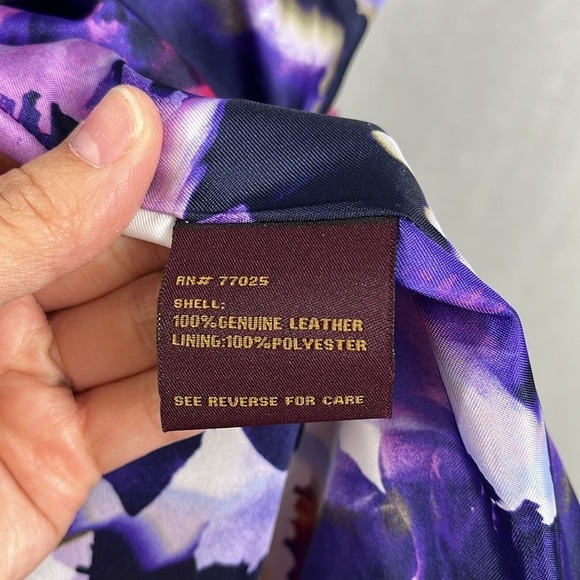 RN# 77025
SHELL:
100%GENUINE LEATHER
LINING:100%POLYESTER
SEE REVERSE FOR CARE